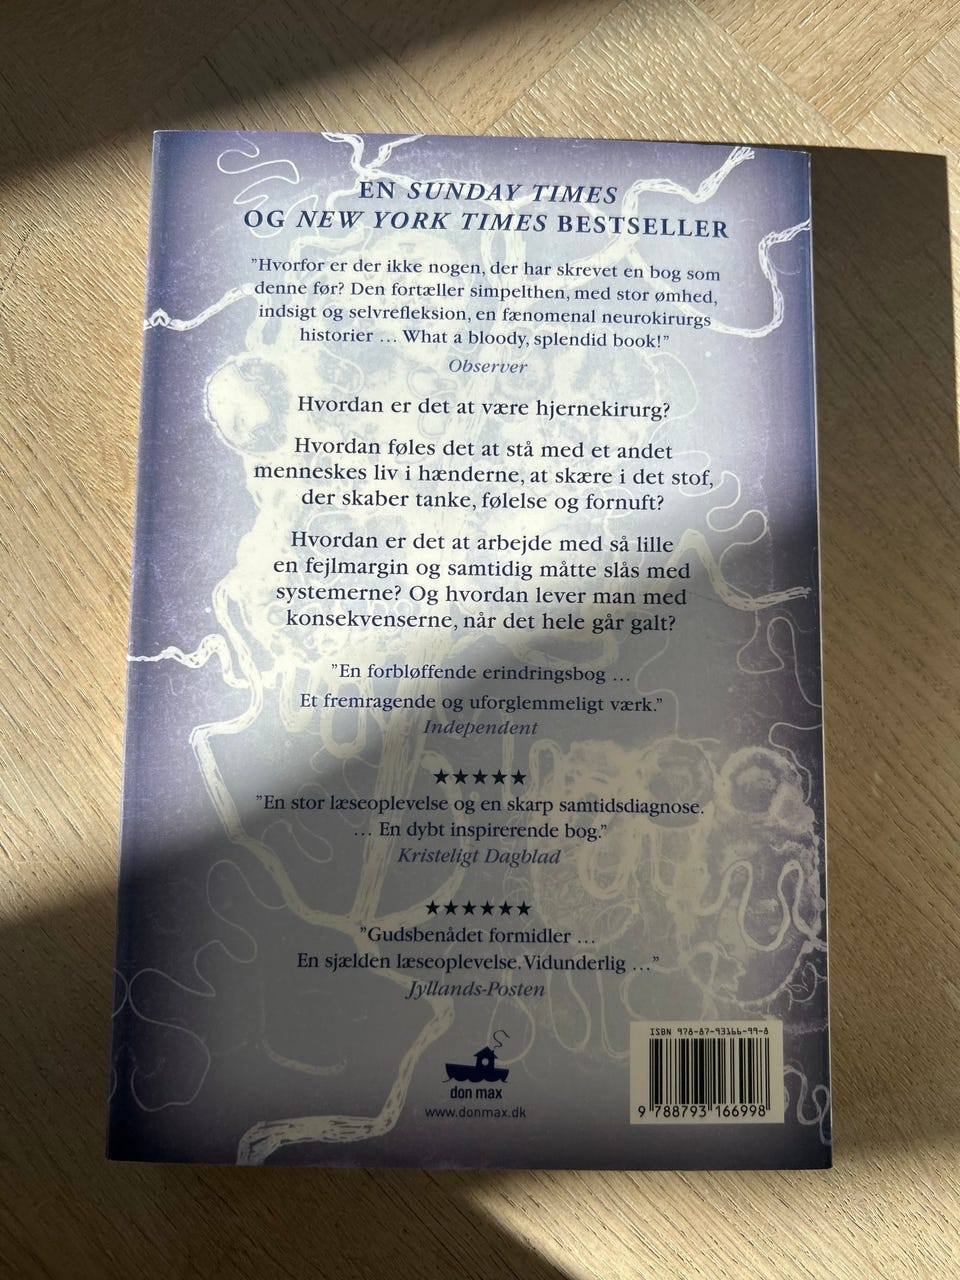 EN SUNDAY TIMES
OG NEW YORK TIMES BESTSELLER
”Hvorfor er der ikke nogen, der har skrevet en bog som
denne før? Den fortæller simpelthen, med stor ømhed,
indsigt og selvrefleksion, en fænomenal neurokirurgs
historier … What a bloody, splendid book!”
Observer
Hvordan er det at være hjernekirurg?
Hvordan føles det at stå med et andet
menneskes liv i hænderne, at skære i det stof,
der skaber tanke, følelse og fornuft?
Hvordan er det at arbejde med så lille
en fejlmargin og samtidig måtte slås med
systemerne? Og hvordan lever man med
konsekvenserne, når det hele går galt?
”En forbløffende erindringsbog …
Et fremragende og uforglemmeligt værk.”
Independent
★★★★★
”En stor læseoplevelse og en skarp samtidsdiagnose.
… En dybt inspirerende bog.”
Kristeligt Dagblad
★★★★★★
”Gudsbenådet formidler …
En sjælden læseoplevelse. Vidunderlig …”
Jyllands-Posten
don max
www.donmax.dk
ISBN 978-87-93166-99-8
9 788793 166998